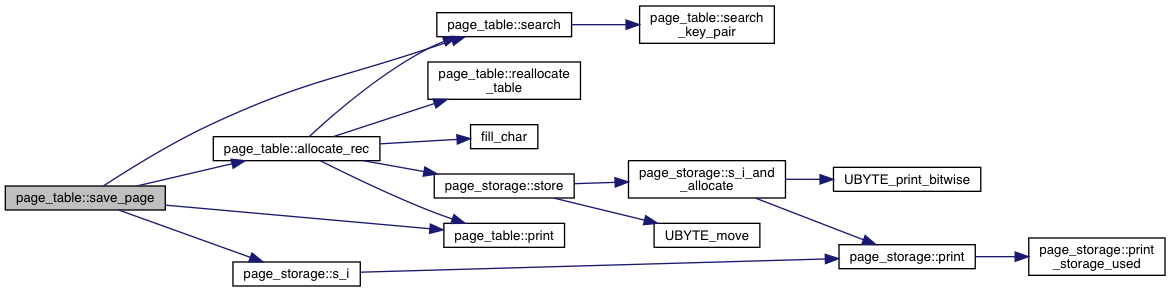 page_table::save_page
page_table::search
page_table::search
_key_pair
page_table::reallocate
_table
page_table::allocate_rec
fill_char
page_storage::store
page_storage::s_i_and
_allocate
UBYTE_print_bitwise
page_table::print
UBYTE_move
page_storage::s_i
page_storage::print
page_storage::print
_storage_used